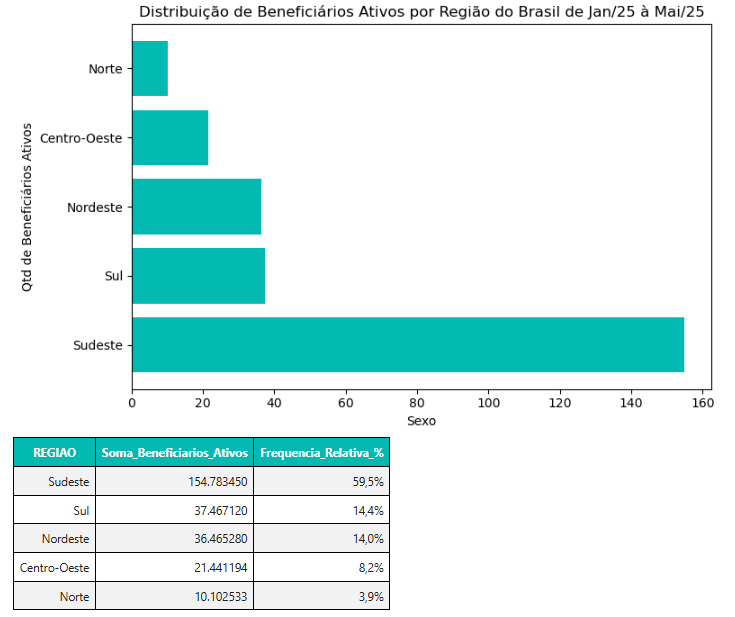 Distribuição de Beneficiários Ativos por Região do Brasil de Jan/25 à Mai/25
Qtd de Beneficiários Ativos
Norte
Centro-Oeste
Nordeste
Sul
Sudeste
0 20 40 60 80 100 120 140 160
Sexo
REGIAO Soma_Beneficiarios_Ativos Frequencia_Relativa_%
Sudeste 154.783450 59,5%
Sul 37.467120 14,4%
Nordeste 36.465280 14,0%
Centro-Oeste 21.441194 8,2%
Norte 10.102533 3,9%